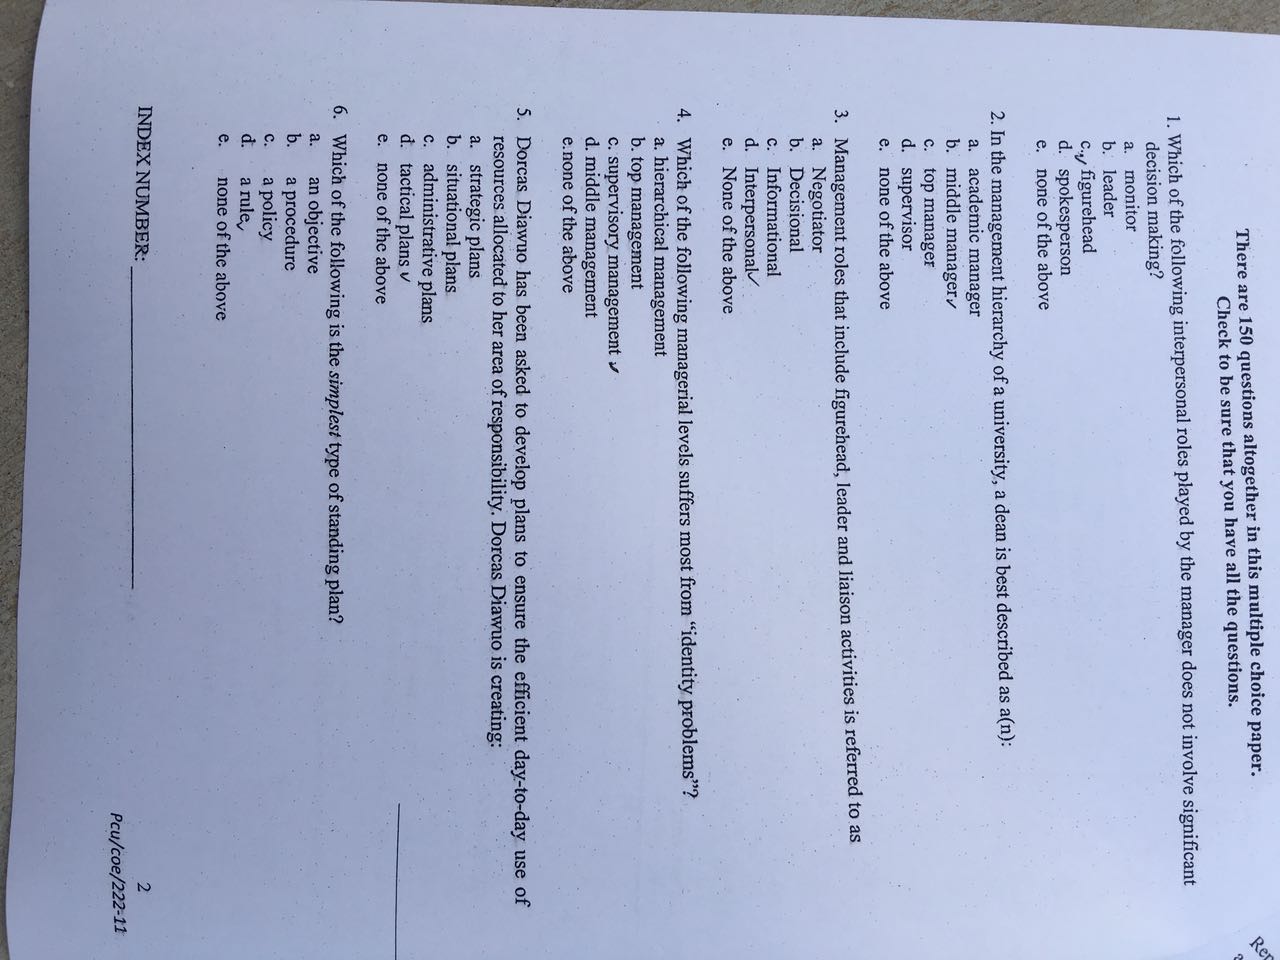 There are 150 questions altogether in this multiple choice paper.
Check to be sure that you have all the questions.
1. Which of the following interpersonal roles played by the manager does not involve significant
decision making?
a. monitor
b. leader
c. ✓ figurehead
d. spokesperson
e. none of the above
2. In the management hierarchy of a university, a dean is best described as a(n):
a. academic manager
b. middle manager ✓
c. top manager
d. supervisor
e. none of the above
3. Management roles that include figurehead, leader and liaison activities is referred to as
a. Negotiator
b. Decisional
c. Informational
d. Interpersonal ✓
e. None of the above
4. Which of the following managerial levels suffers most from “identity problems”?
a. hierarchical management
b. top management
c. supervisory management ✓
d. middle management
e. none of the above
5. Dorcas Diawuo has been asked to develop plans to ensure the efficient day-to-day use of
resources allocated to her area of responsibility. Dorcas Diawuo is creating:
a. strategic plans
b. situational plans
c. administrative plans
d. tactical plans ✓
e. none of the above
6. Which of the following is the simplest type of standing plan?
a. an objective
b. a procedure
c. a policy
d. a rule ✓
e. none of the above
INDEX NUMBER:
2
Pcu/coe/222-11